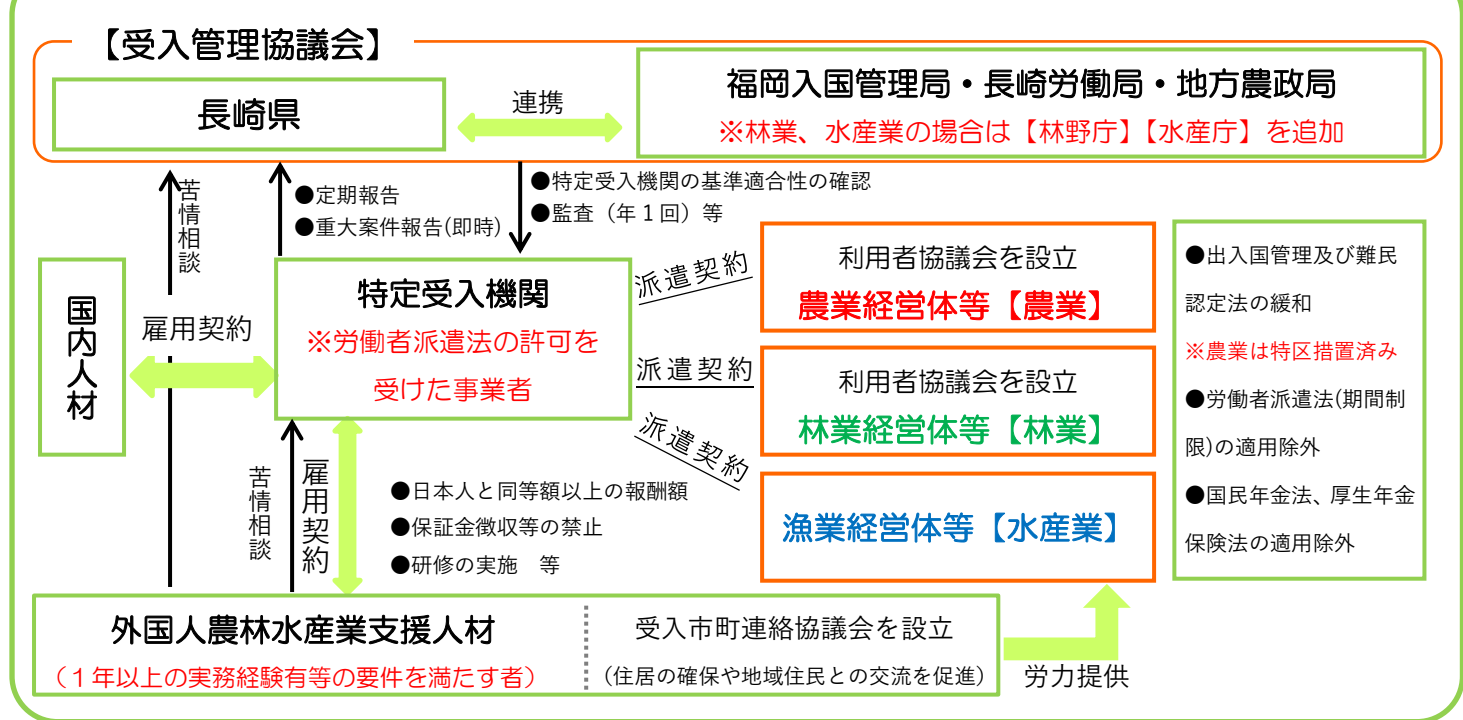 【受入管理協議会】
長崎県
連携
福岡入国管理局・長崎労働局・地方農政局
※林業、水産業の場合は【林野庁】【水産庁】を追加
苦情相談
●定期報告
●重大案件報告(即時)
●特定受入機関の基準適合性の確認
●監査（年１回）等
国内人材
雇用契約
特定受入機関
※労働者派遣法の許可を
受けた事業者
派遣契約
派遣契約
派遣契約
利用者協議会を設立
農業経営体等【農業】
利用者協議会を設立
林業経営体等【林業】
漁業経営体等【水産業】
●出入国管理及び難民
認定法の緩和
※農業は特区措置済み
●労働者派遣法(期間制
限)の適用除外
●国民年金法、厚生年金
保険法の適用除外
苦情相談
雇用契約
●日本人と同等額以上の報酬額
●保証金徴収等の禁止
●研修の実施　等
外国人農林水産業支援人材
（１年以上の実務経験有等の要件を満たす者）
受入市町連絡協議会を設立
(住居の確保や地域住民との交流を促進)
労力提供